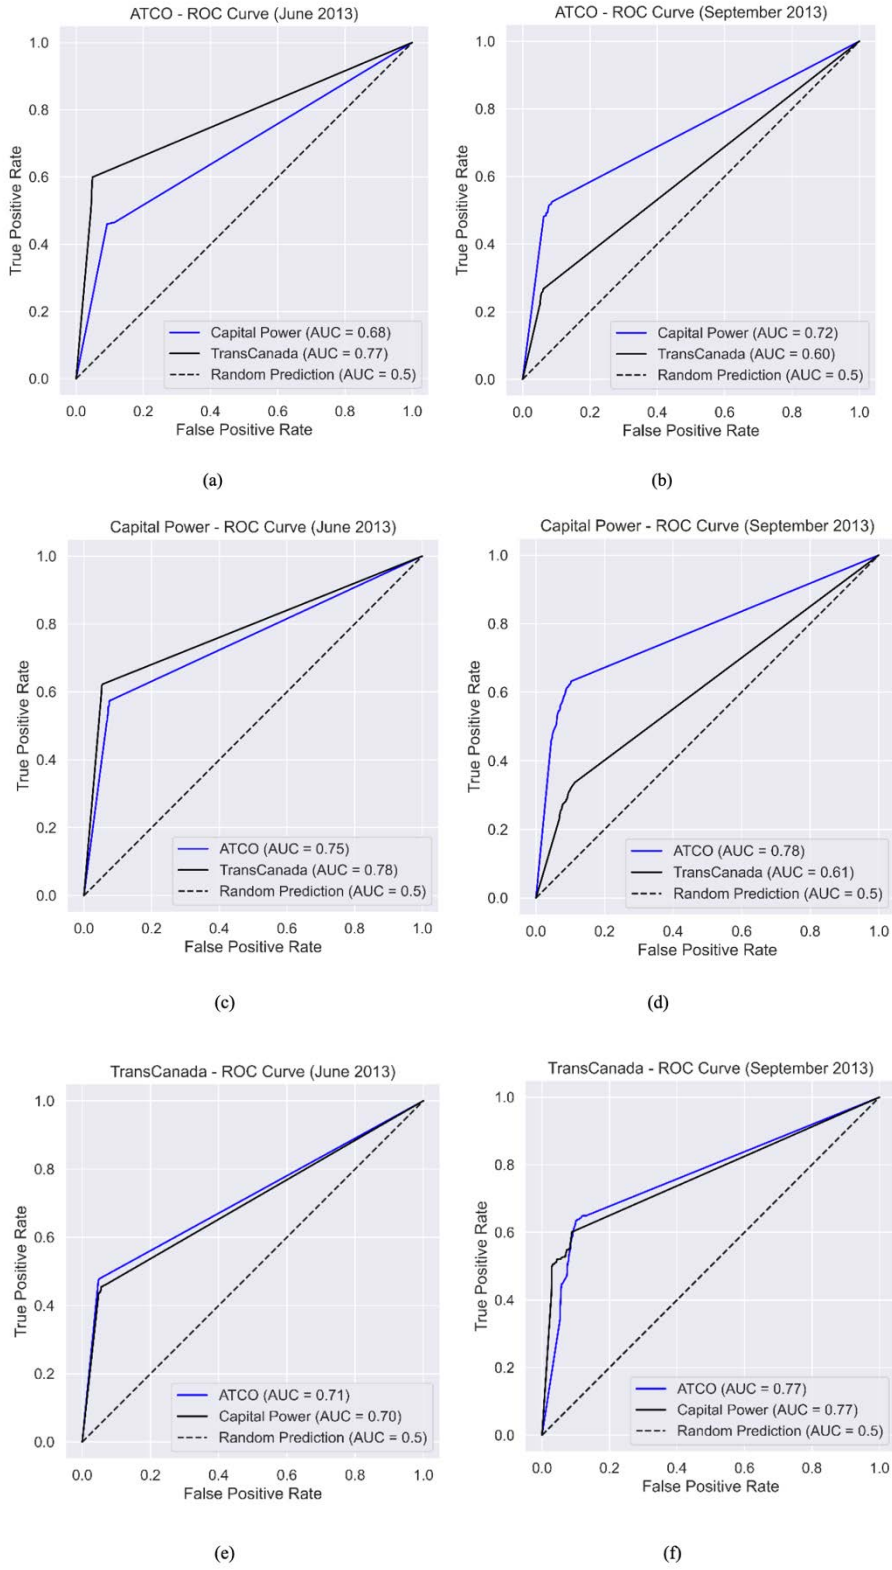 ATCO - ROC Curve (June 2013)
True Positive Rate
1.0
0.8
0.6
0.4
0.2
0.0
Capital Power (AUC = 0.68)
TransCanada (AUC = 0.77)
Random Prediction (AUC = 0.5)
0.0 0.2 0.4 0.6 0.8 1.0
False Positive Rate
(a)
ATCO - ROC Curve (September 2013)
True Positive Rate
1.0
0.8
0.6
0.4
0.2
0.0
Capital Power (AUC = 0.72)
TransCanada (AUC = 0.60)
Random Prediction (AUC = 0.5)
0.0 0.2 0.4 0.6 0.8 1.0
False Positive Rate
(b)
Capital Power - ROC Curve (June 2013)
True Positive Rate
1.0
0.8
0.6
0.4
0.2
0.0
ATCO (AUC = 0.75)
TransCanada (AUC = 0.78)
Random Prediction (AUC = 0.5)
0.0 0.2 0.4 0.6 0.8 1.0
False Positive Rate
(c)
Capital Power - ROC Curve (September 2013)
True Positive Rate
1.0
0.8
0.6
0.4
0.2
0.0
ATCO (AUC = 0.78)
TransCanada (AUC = 0.61)
Random Prediction (AUC = 0.5)
0.0 0.2 0.4 0.6 0.8 1.0
False Positive Rate
(d)
TransCanada - ROC Curve (June 2013)
True Positive Rate
1.0
0.8
0.6
0.4
0.2
0.0
ATCO (AUC = 0.71)
Capital Power (AUC = 0.70)
Random Prediction (AUC = 0.5)
0.0 0.2 0.4 0.6 0.8 1.0
False Positive Rate
(e)
TransCanada - ROC Curve (September 2013)
True Positive Rate
1.0
0.8
0.6
0.4
0.2
0.0
ATCO (AUC = 0.77)
Capital Power (AUC = 0.77)
Random Prediction (AUC = 0.5)
0.0 0.2 0.4 0.6 0.8 1.0
False Positive Rate
(f)